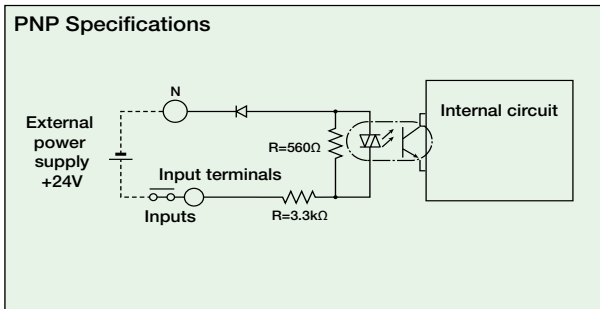 PNP Specifications
N
External
power
supply
+24V
Internal circuit
R=560Ω
Input terminals
Inputs
R=3.3kΩ